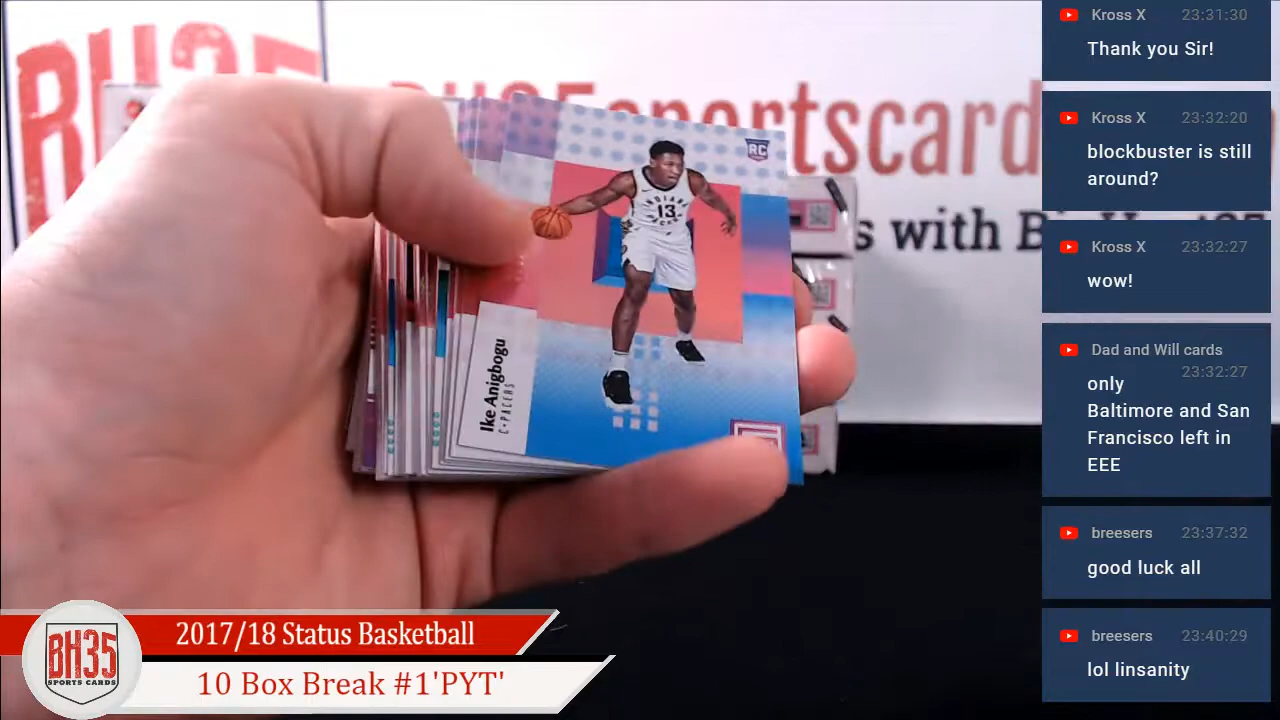 BH35
BH35sportscard
s with B
RC
INDIANA
13
Ike Anigbogu
C • PACERS
BH35
SPORTS CARDS
2017/18 Status Basketball
10 Box Break #1'PYT'
Kross X 23:31:30
Thank you Sir!
Kross X 23:32:20
blockbuster is still
around?
Kross X 23:32:27
wow!
Dad and Will cards
23:32:27
only
Baltimore and San
Francisco left in
EEE
breesers 23:37:32
good luck all
breesers 23:40:29
lol linsanity